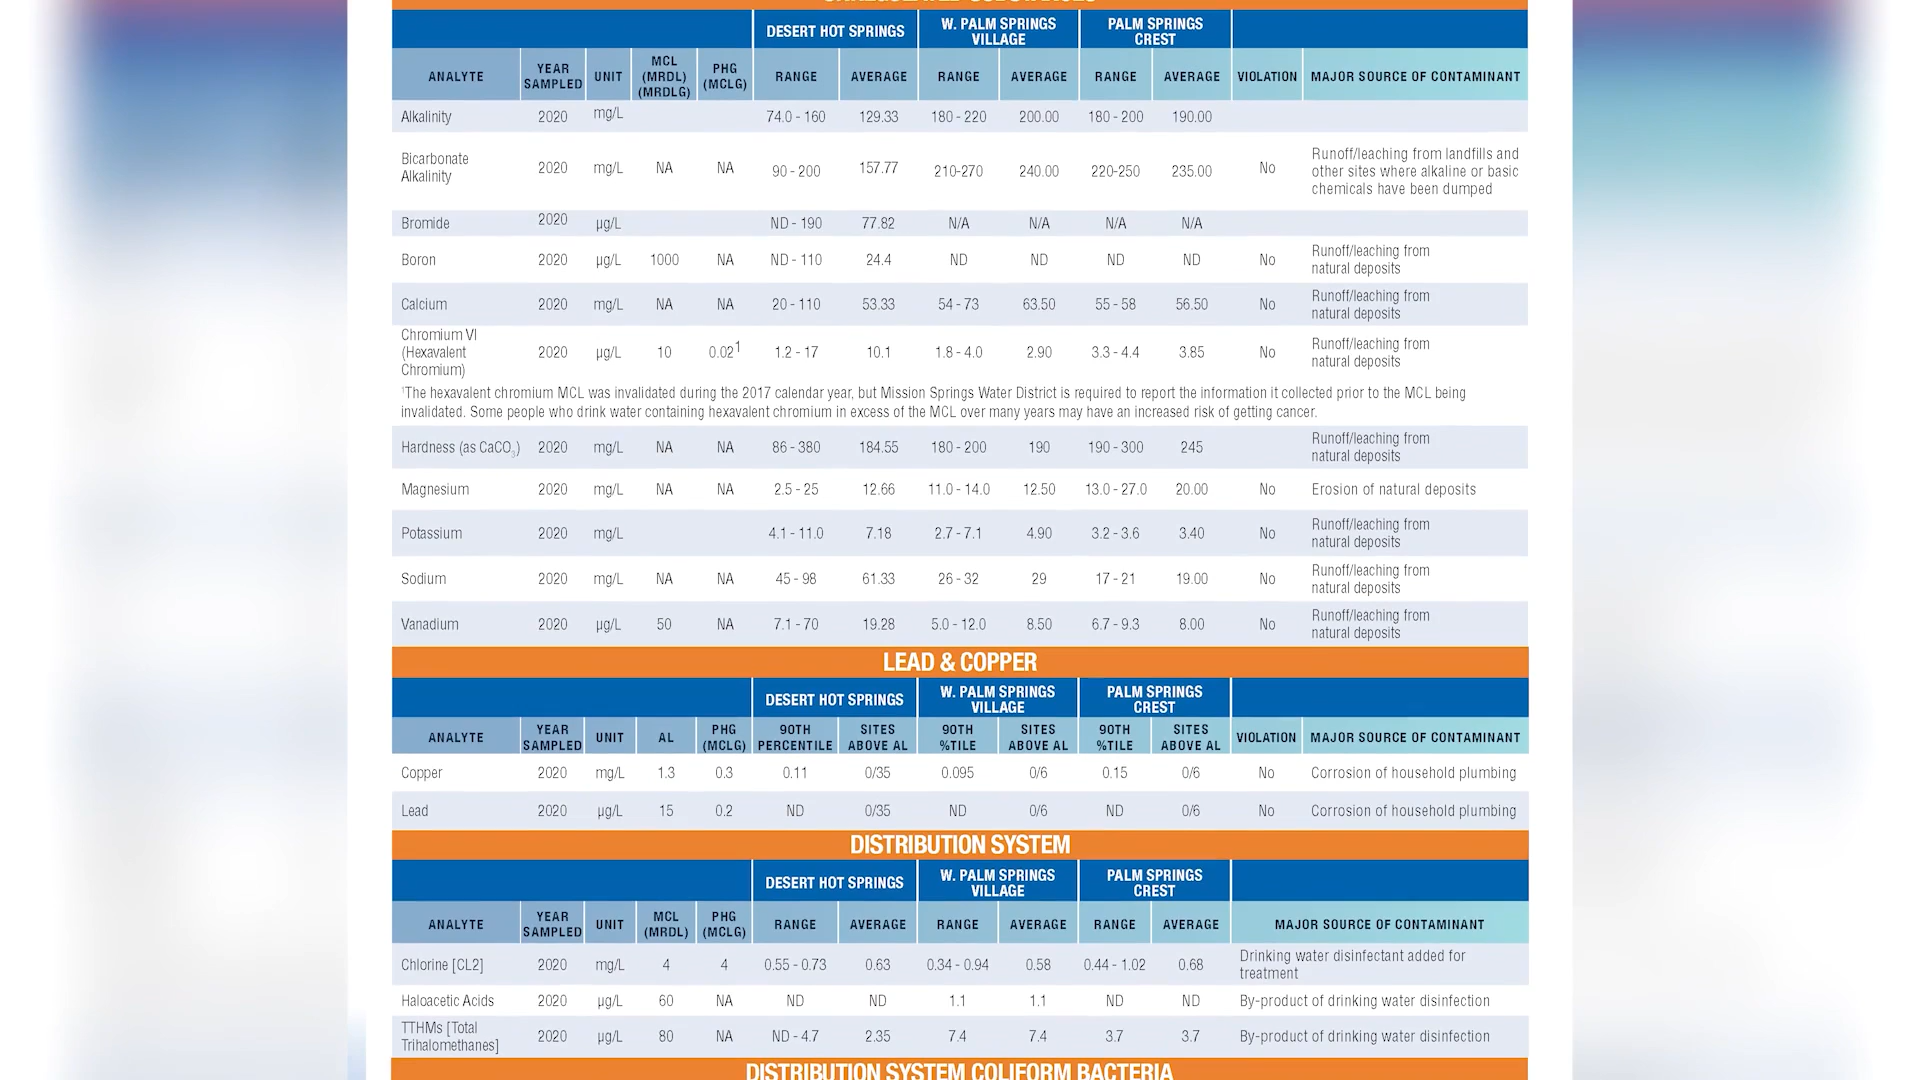 DESERT HOT SPRINGS W. PALM SPRINGS VILLAGE PALM SPRINGS CREST
ANALYTE YEAR SAMPLED UNIT MCL (MRDL) (MRDLG) PHG (MCLG) RANGE AVERAGE RANGE AVERAGE RANGE AVERAGE VIOLATION MAJOR SOURCE OF CONTAMINANT
Alkalinity 2020 mg/L 74.0 - 160 129.33 180 - 220 200.00 180 - 200 190.00
Bicarbonate Alkalinity 2020 mg/L NA NA 90 - 200 157.77 210-270 240.00 220-250 235.00 No Runoff/leaching from landfills and other sites where alkaline or basic chemicals have been dumped
Bromide 2020 µg/L ND - 190 77.82 N/A N/A N/A N/A
Boron 2020 µg/L 1000 NA ND - 110 24.4 ND ND ND ND No Runoff/leaching from natural deposits
Calcium 2020 mg/L NA NA 20 - 110 53.33 54 - 73 63.50 55 - 58 56.50 No Runoff/leaching from natural deposits
Chromium VI (Hexavalent Chromium) 2020 µg/L 10 0.02¹ 1.2 - 17 10.1 1.8 - 4.0 2.90 3.3 - 4.4 3.85 No Runoff/leaching from natural deposits
¹The hexavalent chromium MCL was invalidated during the 2017 calendar year, but Mission Springs Water District is required to report the information it collected prior to the MCL being
invalidated. Some people who drink water containing hexavalent chromium in excess of the MCL over many years may have an increased risk of getting cancer.
Hardness (as CaCO₃) 2020 mg/L NA NA 86 - 380 184.55 180 - 200 190 190 - 300 245 Runoff/leaching from natural deposits
Magnesium 2020 mg/L NA NA 2.5 - 25 12.66 11.0 - 14.0 12.50 13.0 - 27.0 20.00 No Erosion of natural deposits
Potassium 2020 mg/L 4.1 - 11.0 7.18 2.7 - 7.1 4.90 3.2 - 3.6 3.40 No Runoff/leaching from natural deposits
Sodium 2020 mg/L NA NA 45 - 98 61.33 26 - 32 29 17 - 21 19.00 No Runoff/leaching from natural deposits
Vanadium 2020 µg/L 50 NA 7.1 - 70 19.28 5.0 - 12.0 8.50 6.7 - 9.3 8.00 No Runoff/leaching from natural deposits
LEAD & COPPER
DESERT HOT SPRINGS W. PALM SPRINGS VILLAGE PALM SPRINGS CREST
ANALYTE YEAR SAMPLED UNIT AL PHG (MCLG) 90TH PERCENTILE SITES ABOVE AL 90TH %TILE SITES ABOVE AL 90TH %TILE SITES ABOVE AL VIOLATION MAJOR SOURCE OF CONTAMINANT
Copper 2020 mg/L 1.3 0.3 0.11 0/35 0.095 0/6 0.15 0/6 No Corrosion of household plumbing
Lead 2020 µg/L 15 0.2 ND 0/35 ND 0/6 ND 0/6 No Corrosion of household plumbing
DISTRIBUTION SYSTEM
DESERT HOT SPRINGS W. PALM SPRINGS VILLAGE PALM SPRINGS CREST
ANALYTE YEAR SAMPLED UNIT MCL (MRDL) PHG (MCLG) RANGE AVERAGE RANGE AVERAGE RANGE AVERAGE MAJOR SOURCE OF CONTAMINANT
Chlorine [CL2] 2020 mg/L 4 4 0.55 - 0.73 0.63 0.34 - 0.94 0.58 0.44 - 1.02 0.68 Drinking water disinfectant added for treatment
Haloacetic Acids 2020 µg/L 60 NA ND ND 1.1 1.1 ND ND By-product of drinking water disinfection
TTHMs [Total Trihalomethanes] 2020 µg/L 80 NA ND - 4.7 2.35 7.4 7.4 3.7 3.7 By-product of drinking water disinfection
DISTRIBUTION SYSTEM COLIFORM BACTERIA